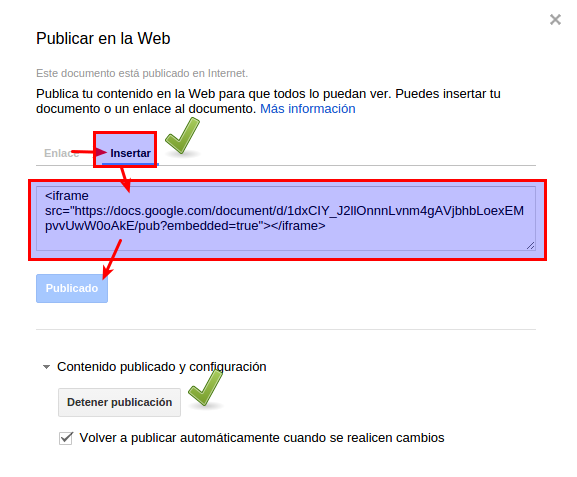 Publicar en la Web
Este documento está publicado en Internet.
Publica tu contenido en la Web para que todos lo puedan ver. Puedes insertar tu
documento o un enlace al documento. Más información
Enlace Insertar
<iframe
src="https://docs.google.com/document/d/1dxCIY_J2llOnnnLvnm4gAVjbhbLoexEM
pvvUwW0oAkE/pub?embedded=true"></iframe>
Publicado
Contenido publicado y configuración
Detener publicación
Volver a publicar automáticamente cuando se realicen cambios